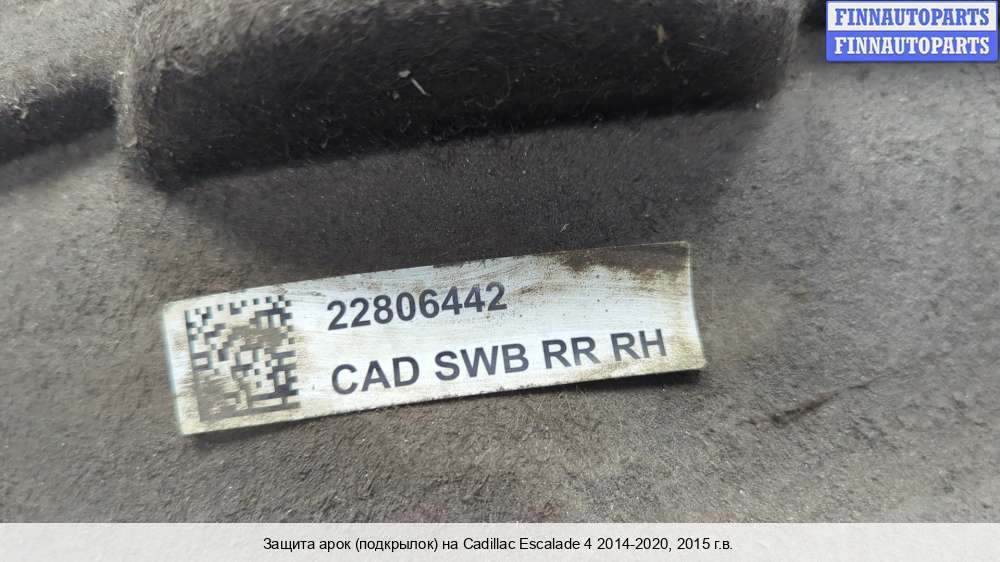 FINNAUTOPARTS
FINNAUTOPARTS
22806442
CAD SWB RR RH
Защита арок (подкрылок) на Cadillac Escalade 4 2014-2020, 2015 г.в.